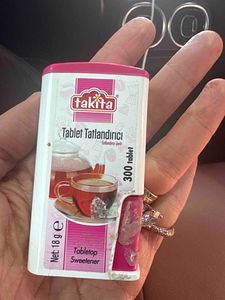 takita
Tablet Tatlandırıcı
300 tablet
Net: 18 g.
Tabletop
Sweetener